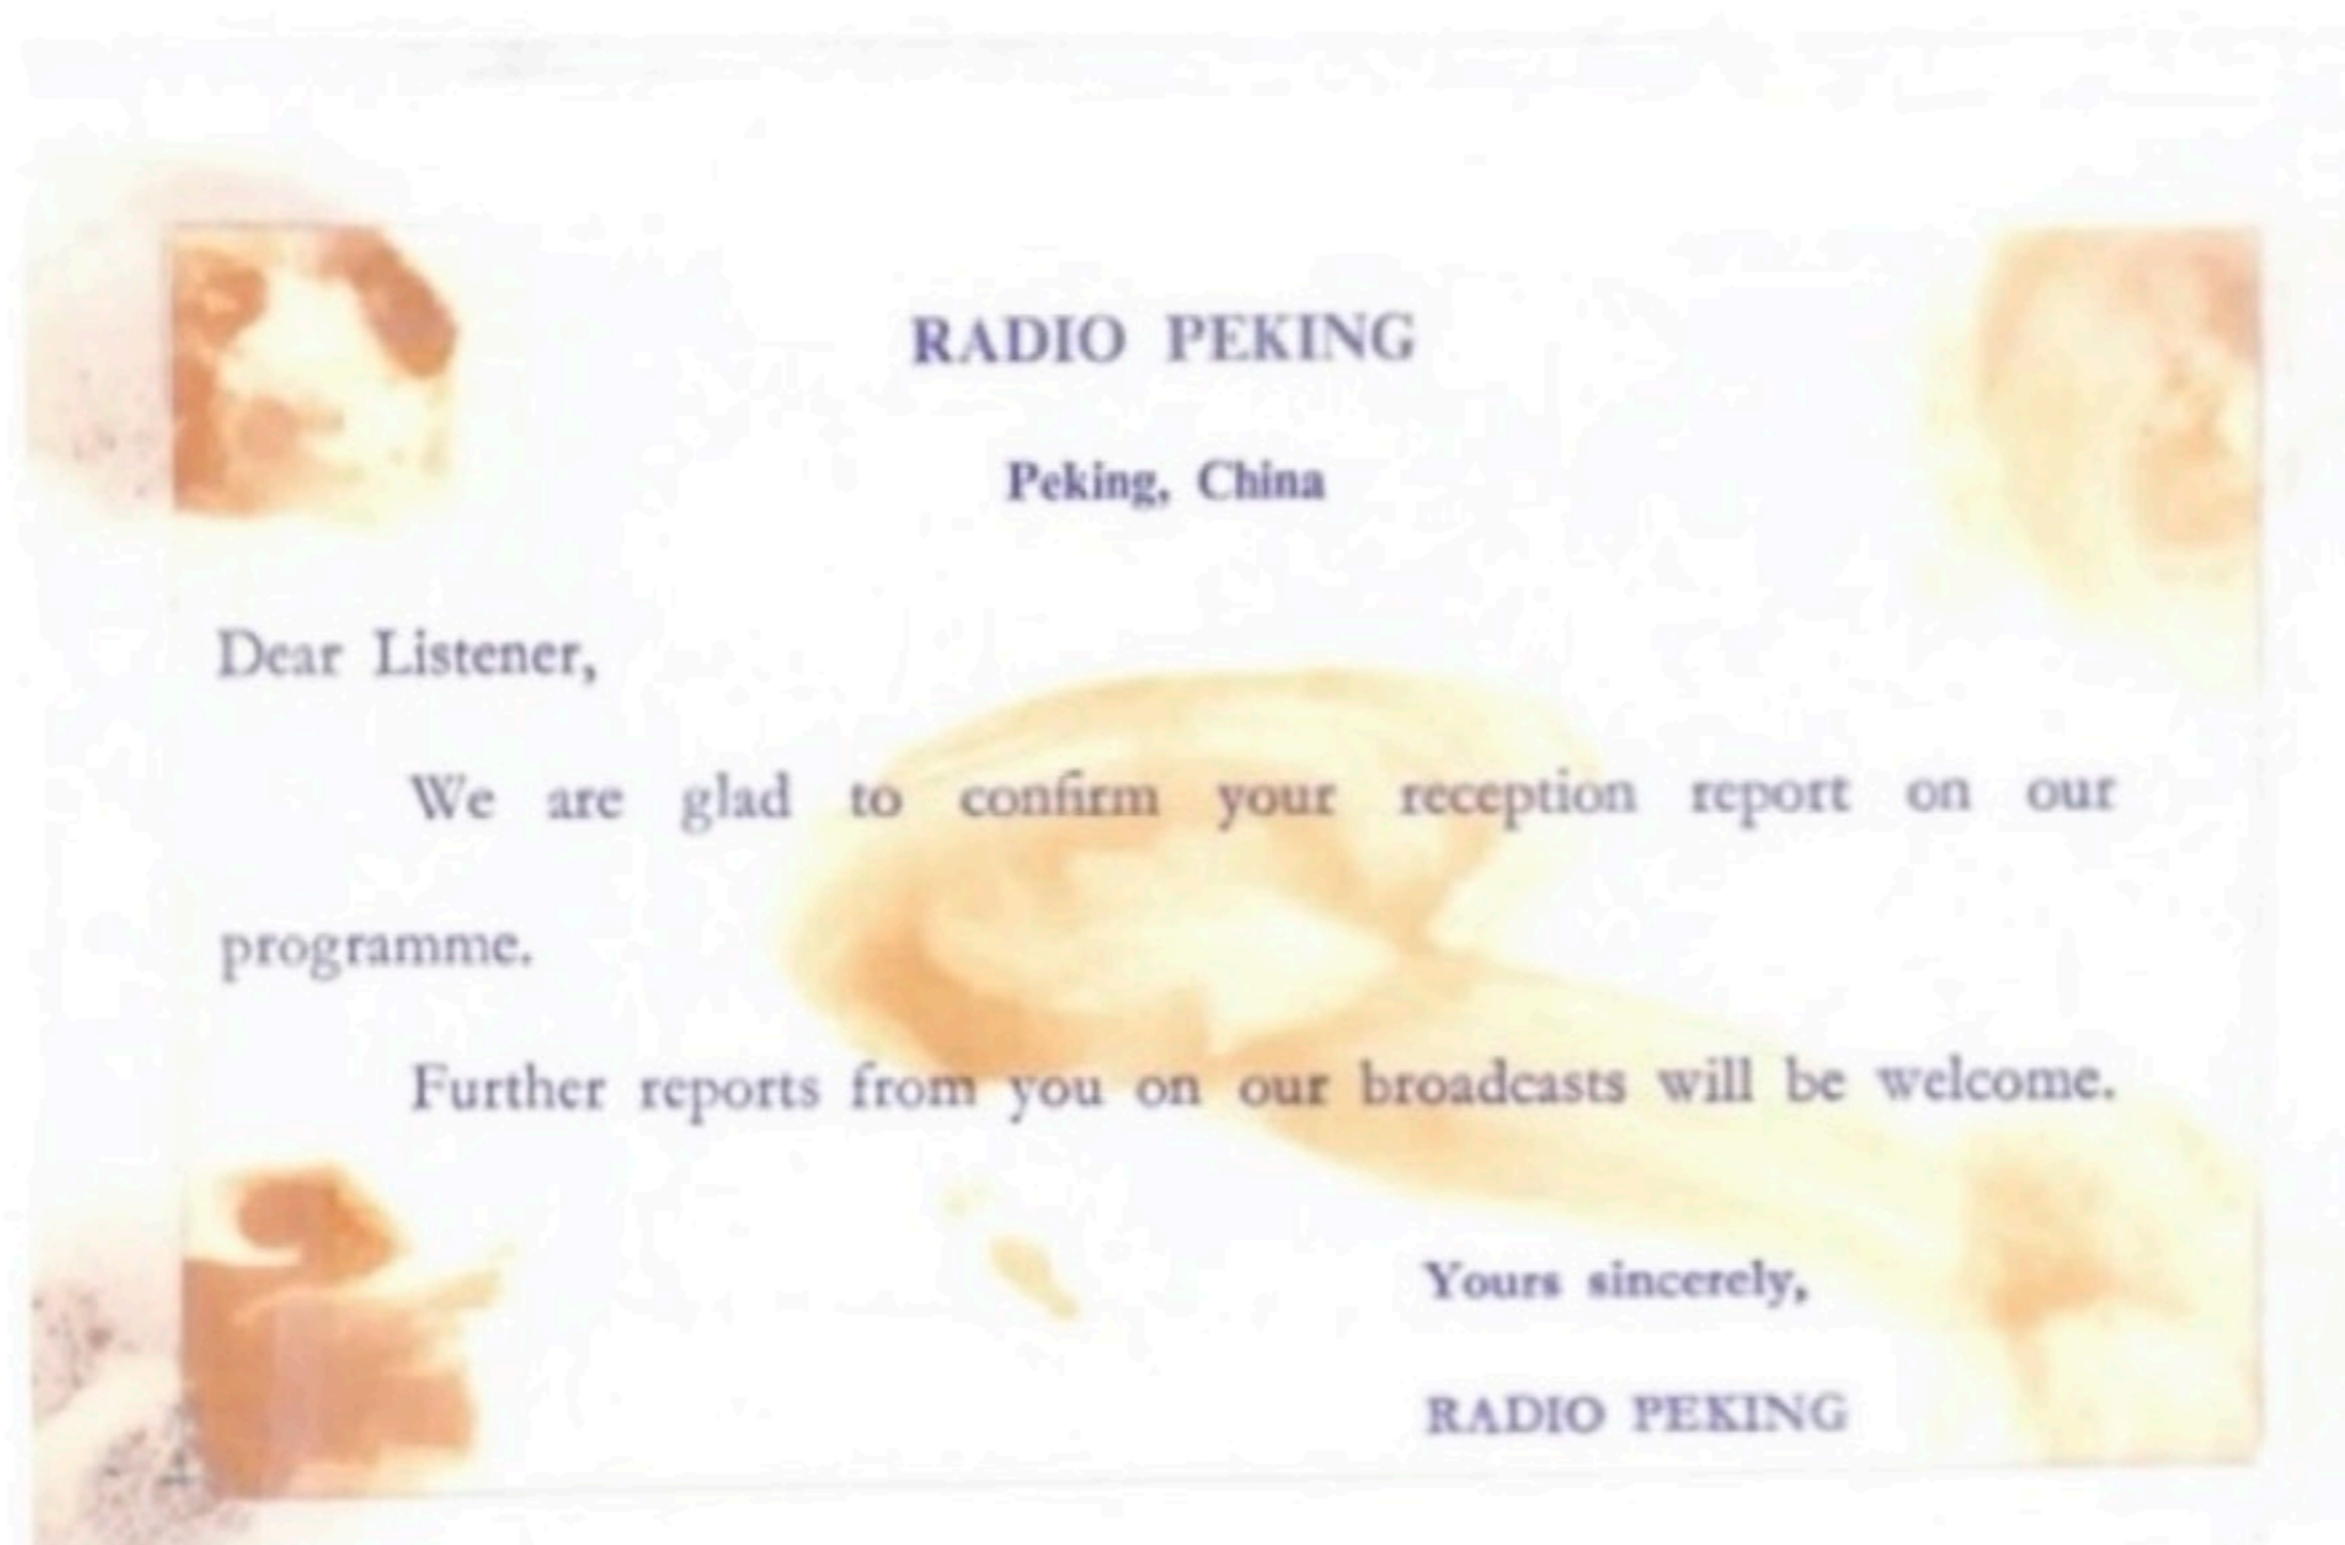 RADIO PEKING
Peking, China
Dear Listener,
We are glad to confirm your reception report on our
programme.
Further reports from you on our broadcasts will be welcome.
Yours sincerely,
RADIO PEKING